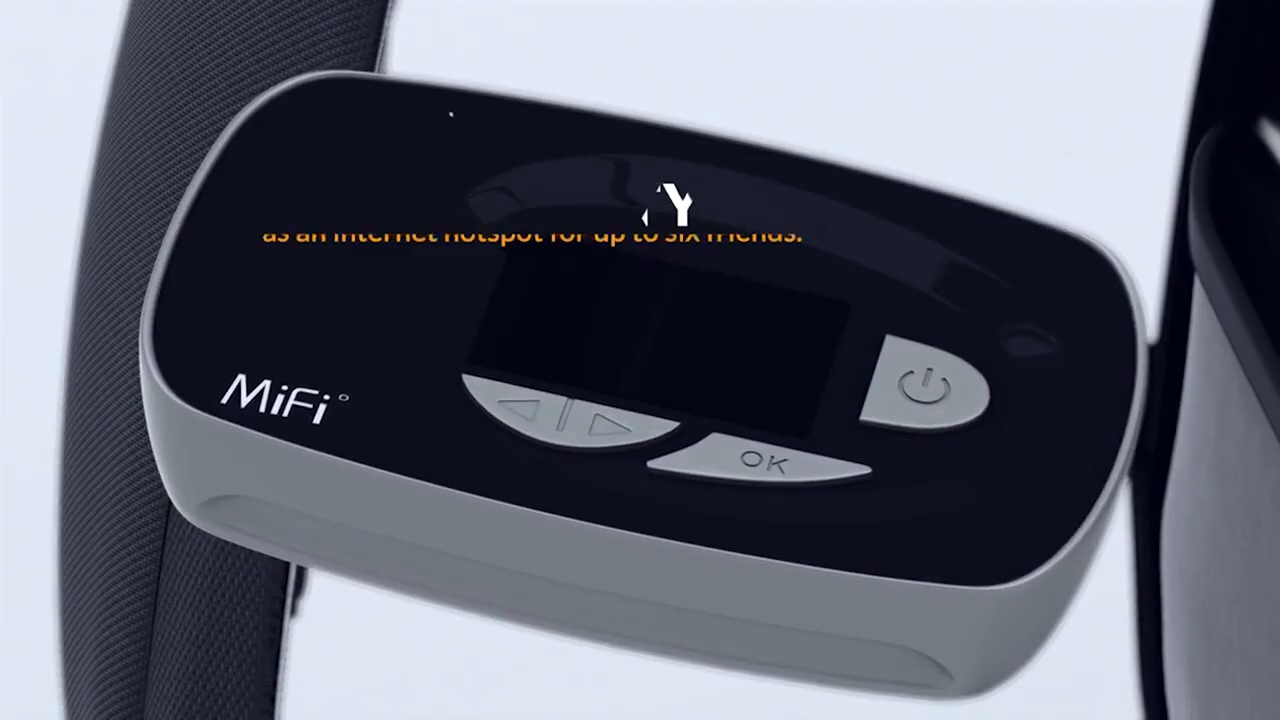 Y
as an internet hotspot for up to six friends.
MiFi
OK